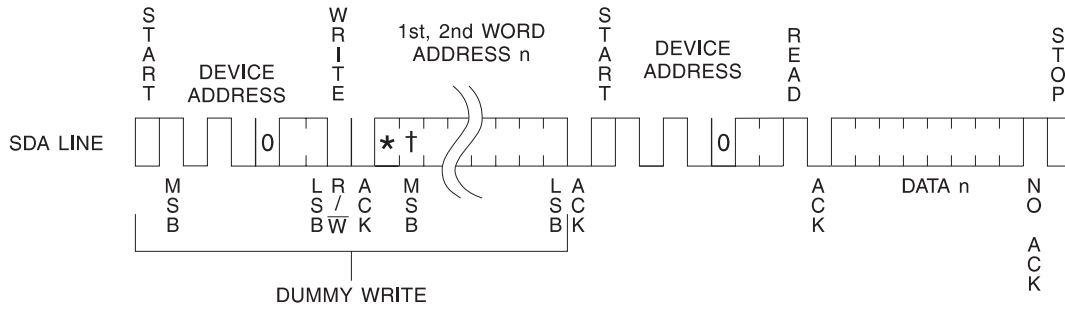 START
WRITE
1st, 2nd WORD
ADDRESS n
START
DEVICE
ADDRESS
READ
STOP
DEVICE
ADDRESS
SDA LINE
0
* †
0
MSB
LSB
R/W̅
ACK
MSB
LSB
ACK
ACK
DATA n
NO ACK
DUMMY WRITE